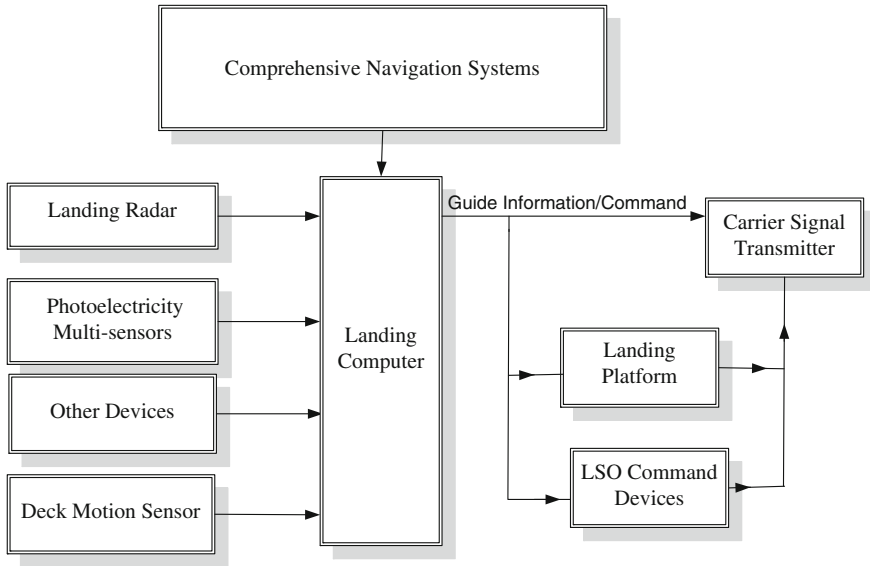 Comprehensive Navigation Systems
Landing Radar
Photoelectricity
Multi-sensors
Other Devices
Deck Motion Sensor
Landing
Computer
Guide Information/Command
Carrier Signal
Transmitter
Landing
Platform
LSO Command
Devices